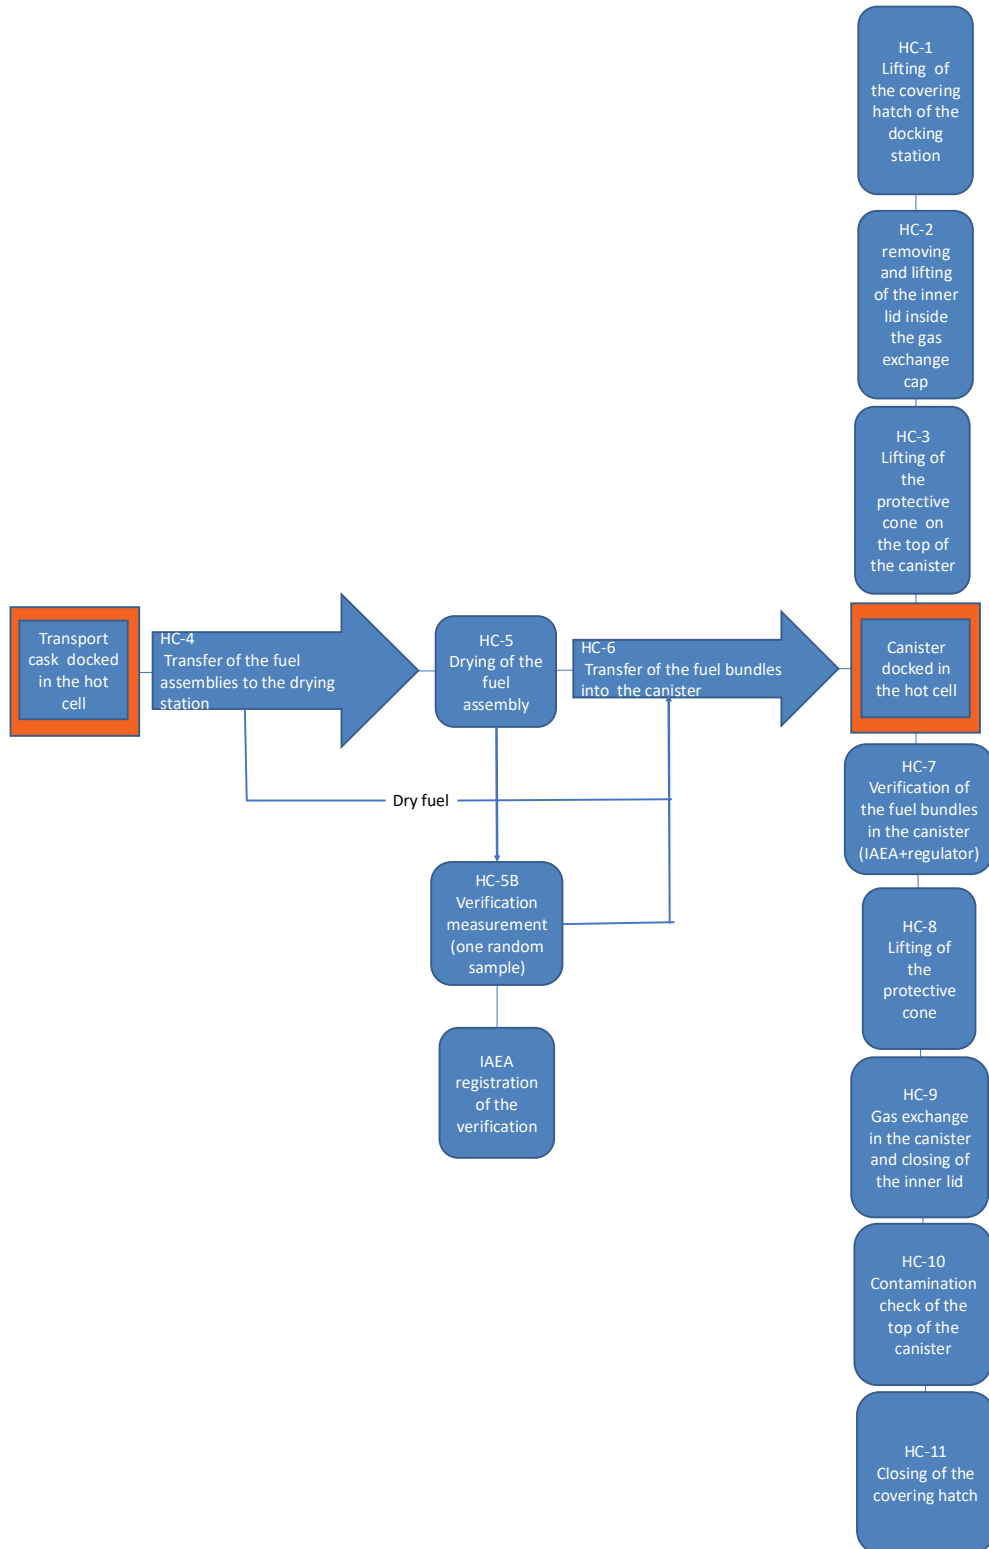 HC-1
Lifting of
the covering
hatch of the
docking
station
HC-2
removing
and lifting
of the inner
lid inside
the gas
exchange
cap
HC-3
Lifting of
the
protective
cone on
the top of
the canister
Transport
cask docked
in the hot
cell
HC-4
Transfer of the fuel
assemblies to the drying
station
HC-5
Drying of the
fuel
assembly
HC-6
Transfer of the fuel bundles
into the canister
Canister
docked in
the hot cell
Dry fuel
HC-5B
Verification
measurement
(one random
sample)
IAEA
registration
of the
verification
HC-7
Verification of
the fuel bundles
in the canister
(IAEA+regulator)
HC-8
Lifting of
the
protective
cone
HC-9
Gas exchange
in the canister
and closing of
the inner lid
HC-10
Contamination
check of the
top of the
canister
HC-11
Closing of the
covering hatch